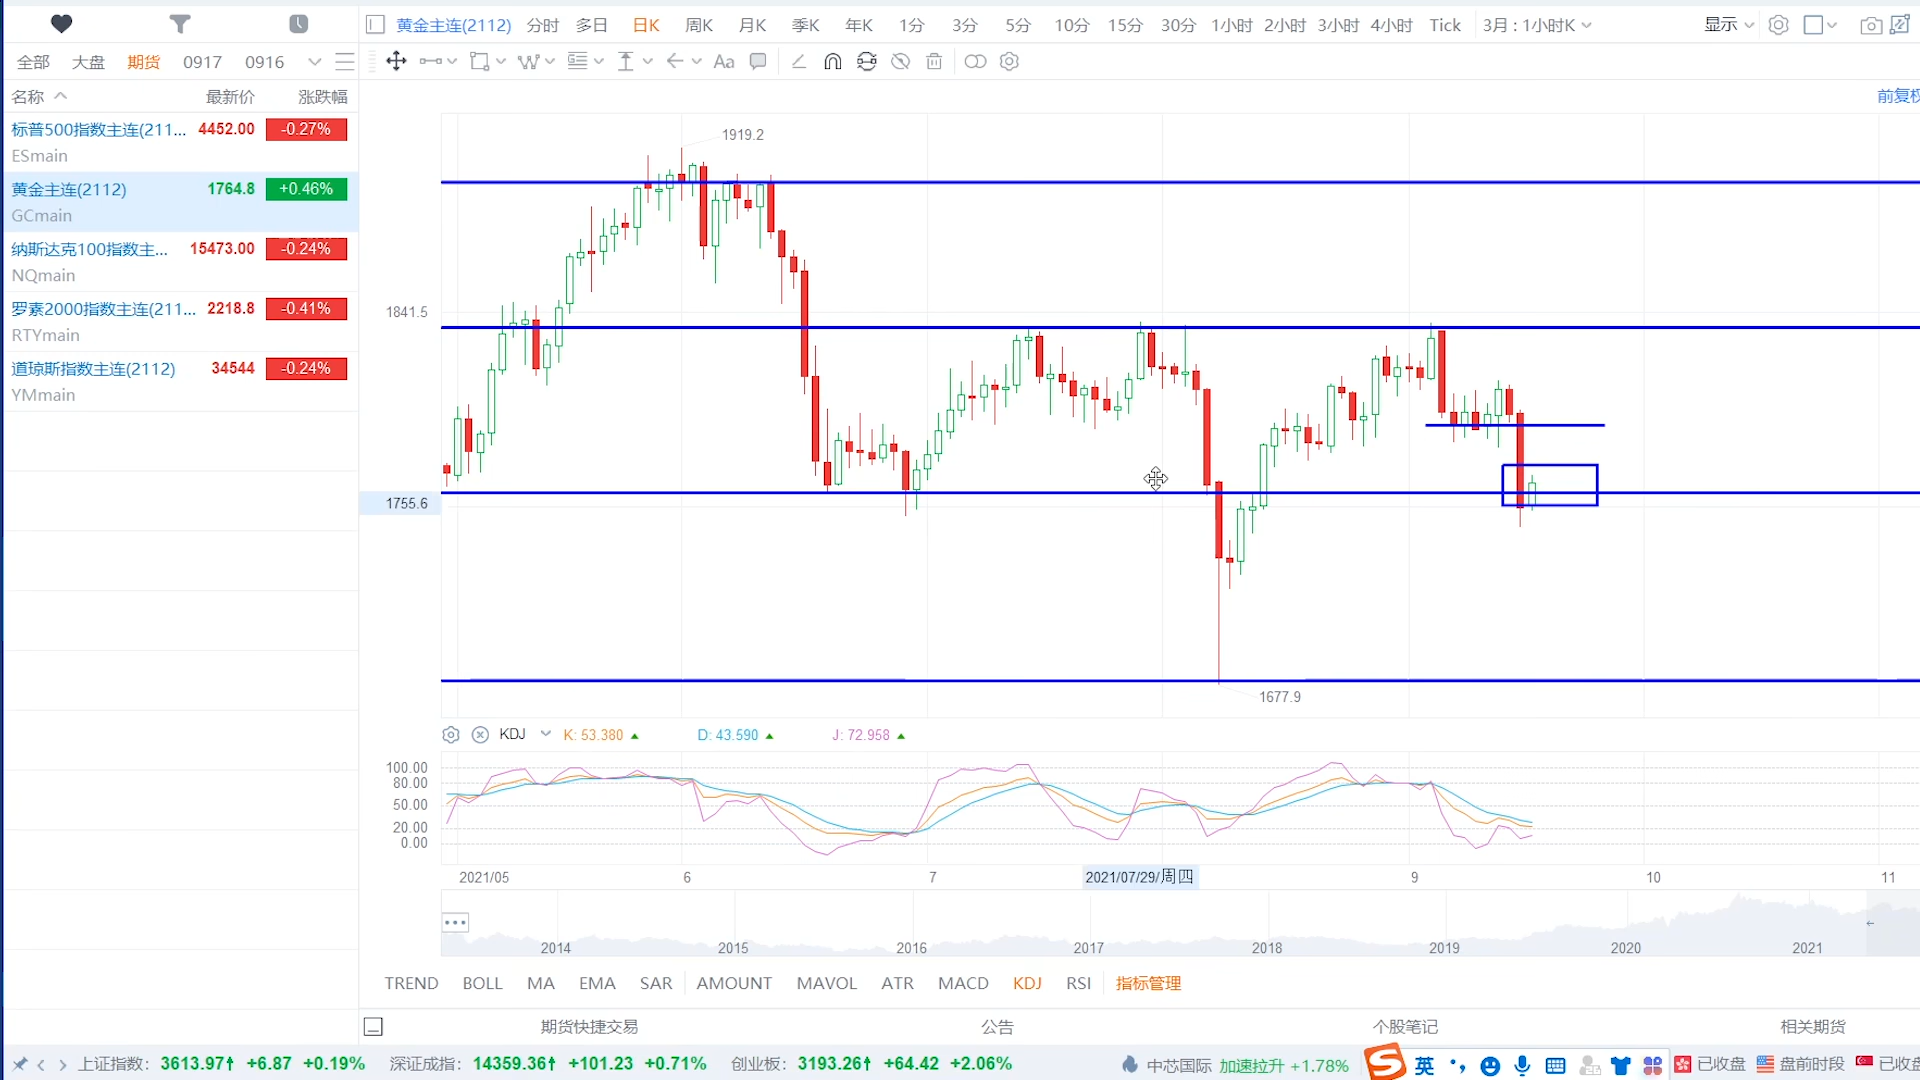 黄金主连(2112) 分时 多日 日K 周K 月K 季K 年K 1分 3分 5分 10分 15分 30分 1小时 2小时 3小时 4小时 Tick 3月 : 1小时K 显示
全部 大盘 期货 0917 0916
Aa
名称 最新价 涨跌幅
前复权
标普500指数主连(211... 4452.00 -0.27%
ESmain
黄金主连(2112) 1764.8 +0.46%
GCmain
纳斯达克100指数主... 15473.00 -0.24%
NQmain
罗素2000指数主连(211... 2218.8 -0.41%
RTYmain
道琼斯指数主连(2112) 34544 -0.24%
YMmain
1919.2
1841.5
1755.6
1677.9
KDJ K: 53.380 D: 43.590 J: 72.958
100.00
80.00
50.00
20.00
0.00
2021/05 6 7 2021/07/29/周四 9 10 11
2014 2015 2016 2017 2018 2019 2020 2021
TREND BOLL MA EMA SAR AMOUNT MAVOL ATR MACD KDJ RSI 指标管理
期货快捷交易 公告 个股笔记 相关期货
上证指数: 3613.97↑ +6.87 +0.19% 深证成指: 14359.36↑ +101.23 +0.71% 创业板: 3193.26↑ +64.42 +2.06% 中芯国际 加速拉升 +1.78% S 英 已收盘 盘前时段 已收盘